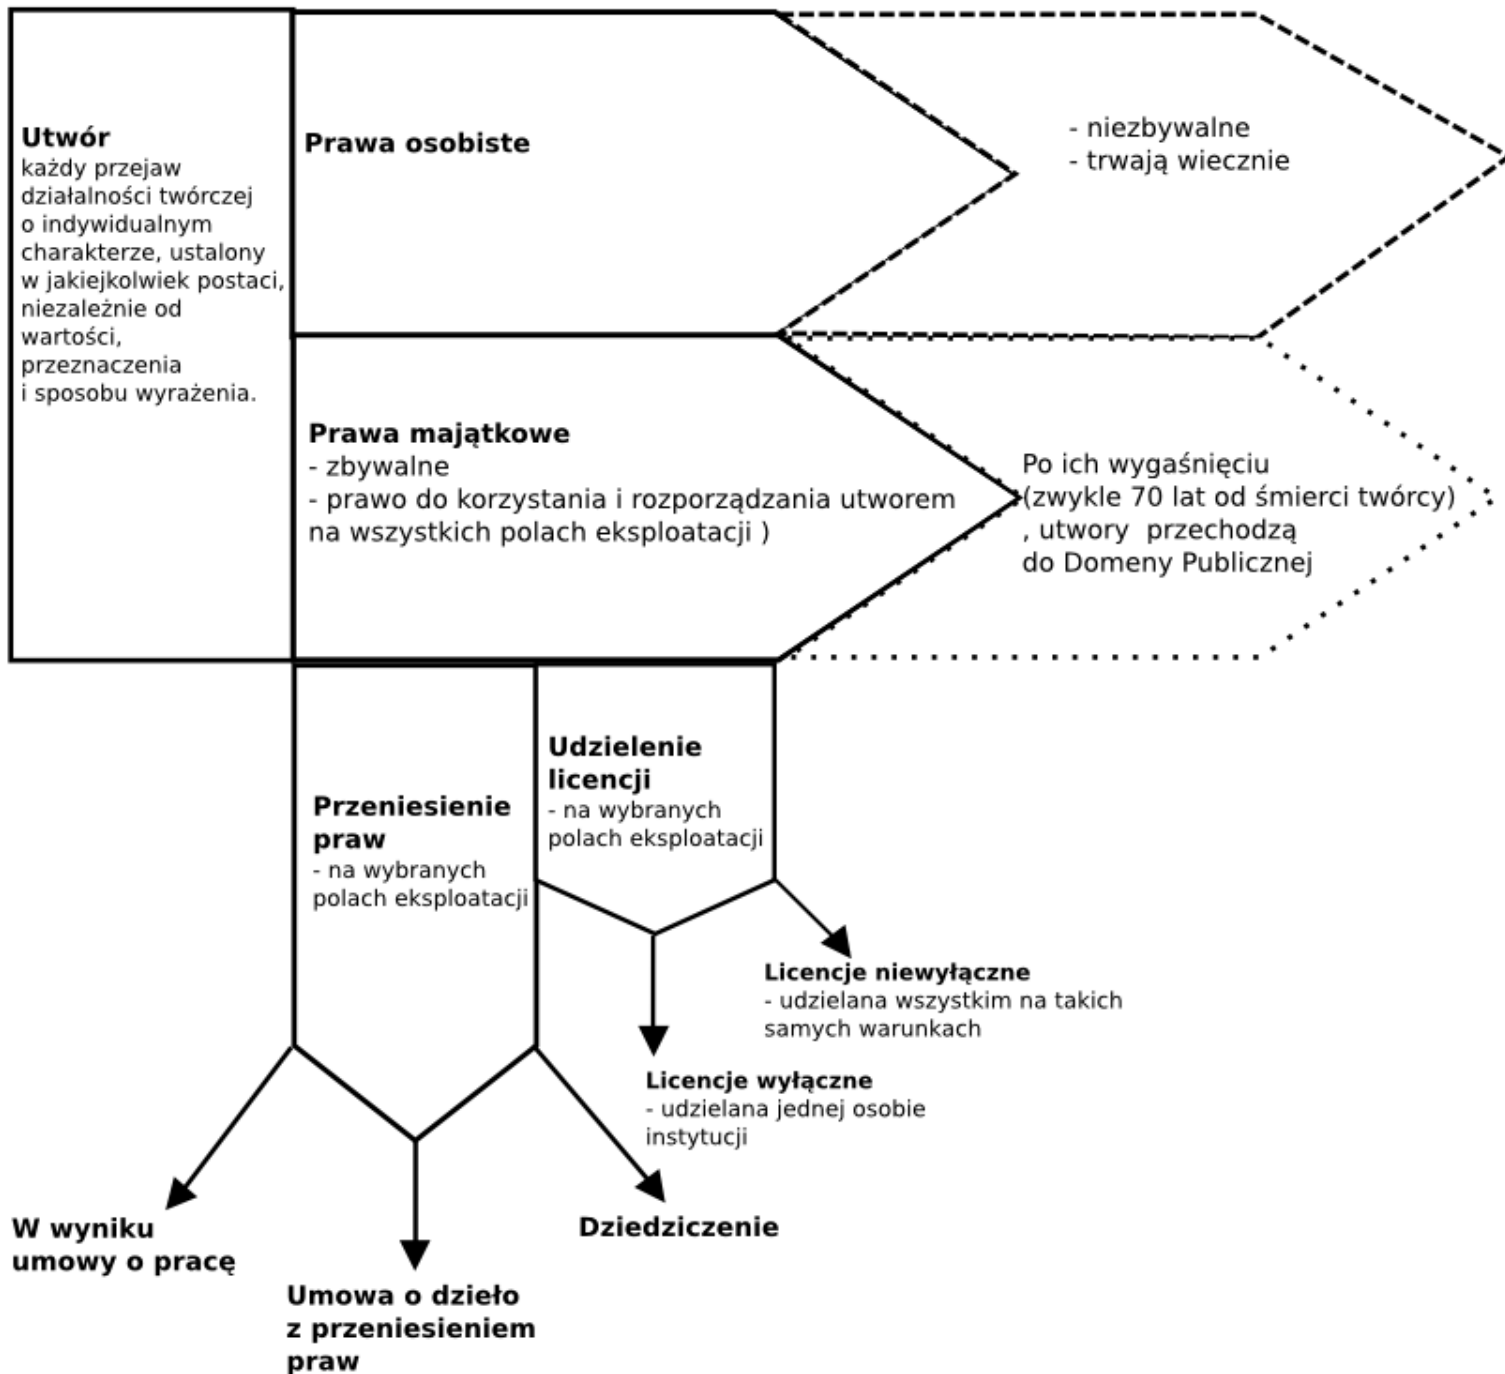 Utwór
każdy przejaw
działalności twórczej
o indywidualnym
charakterze, ustalony
w jakiejkolwiek postaci,
niezależnie od
wartości,
przeznaczenia
i sposobu wyrażenia.
Prawa osobiste
- niezbywalne
- trwają wiecznie
Prawa majątkowe
- zbywalne
- prawo do korzystania i rozporządzania utworem
na wszystkich polach eksploatacji )
Po ich wygaśnięciu
(zwykle 70 lat od śmierci twórcy)
, utwory  przechodzą
do Domeny Publicznej
Przeniesienie
praw
- na wybranych
polach eksploatacji
Udzielenie
licencji
- na wybranych
polach eksploatacji
Licencje niewyłączne
- udzielana wszystkim na takich
samych warunkach
Licencje wyłączne
- udzielana jednej osobie
instytucji
W wyniku
umowy o pracę
Umowa o dzieło
z przeniesieniem
praw
Dziedziczenie